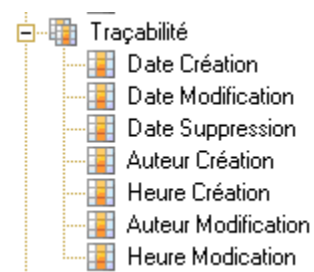 Traçabilité
Date Création
Date Modification
Date Suppression
Auteur Création
Heure Création
Auteur Modification
Heure Modication